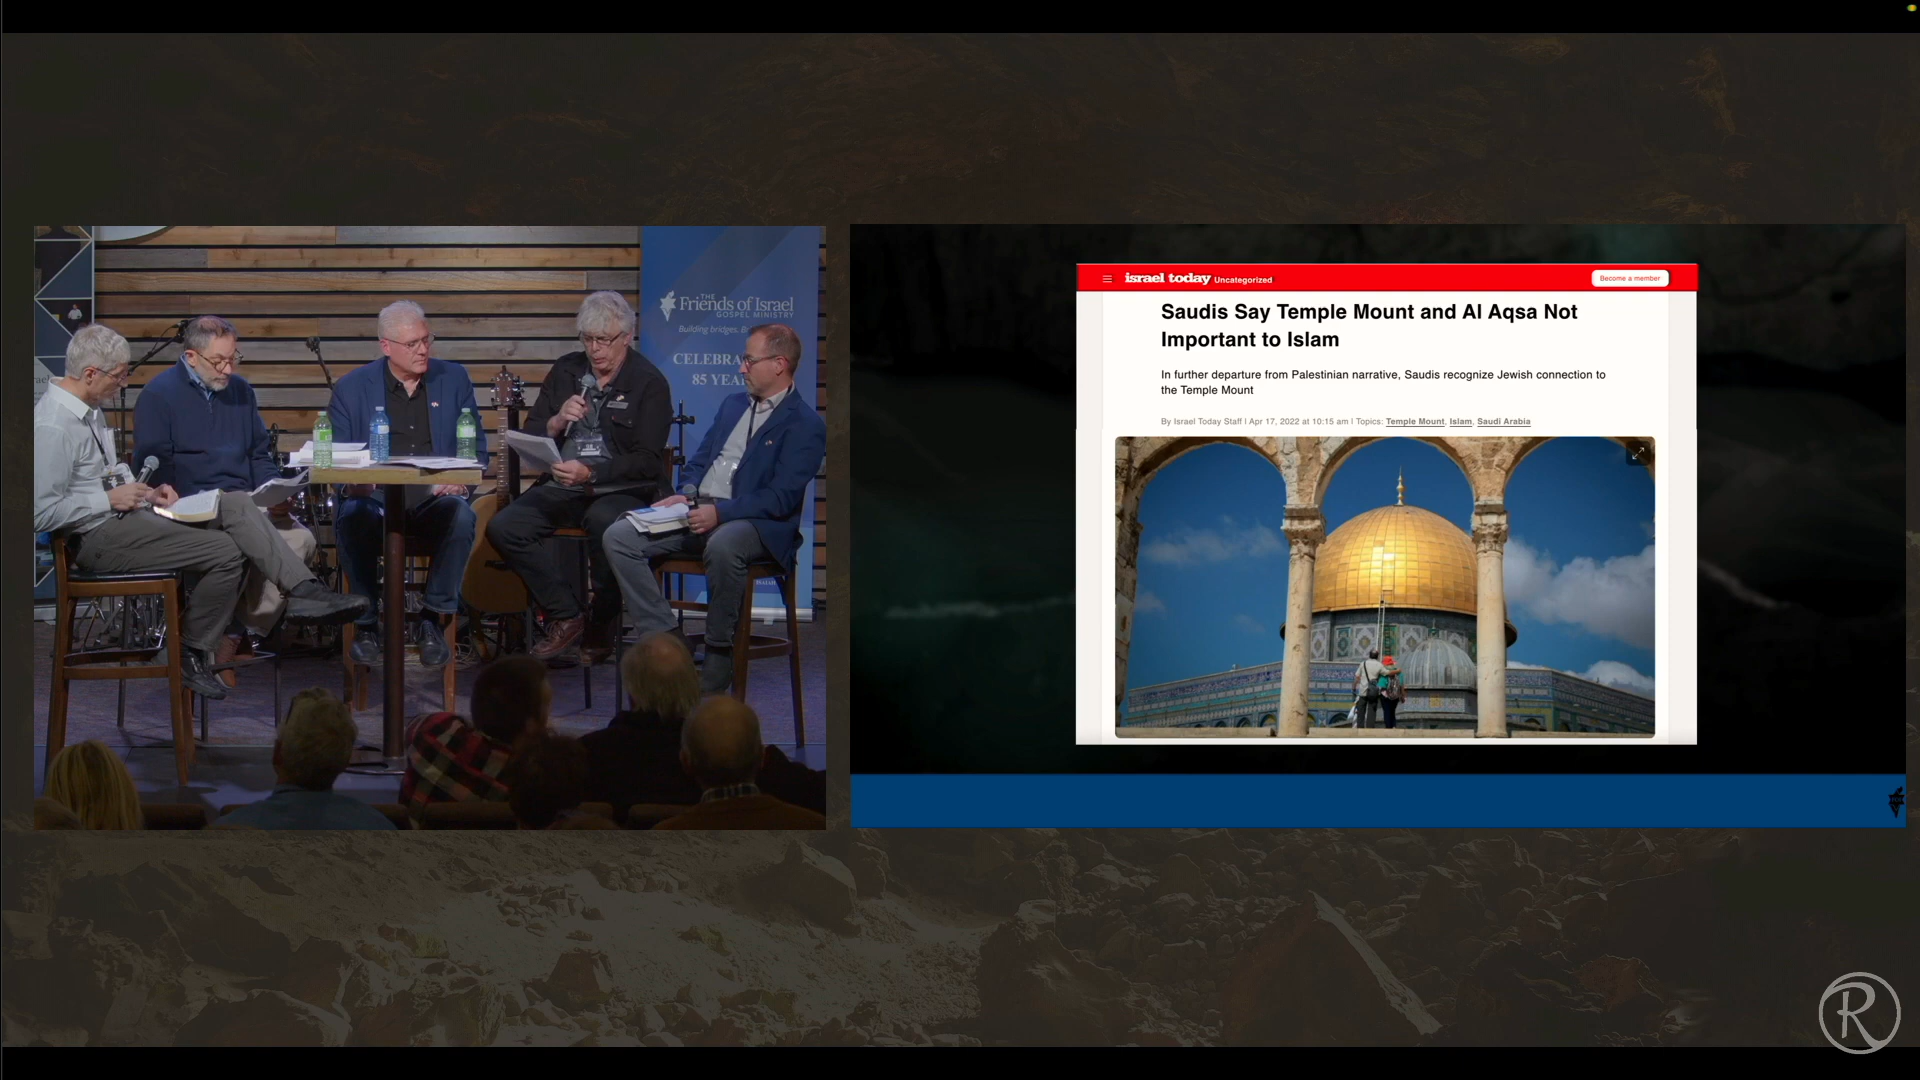 THE
Friends of Israel
GOSPEL MINISTRY
Building bridges.
CELEBRA
85 YEA
israel today Uncategorized
Become a member
Saudis Say Temple Mount and Al Aqsa Not
Important to Islam
In further departure from Palestinian narrative, Saudis recognize Jewish connection to
the Temple Mount
By Israel Today Staff | Apr 17, 2022 at 10:15 am | Topics: Temple Mount, Islam, Saudi Arabia
R